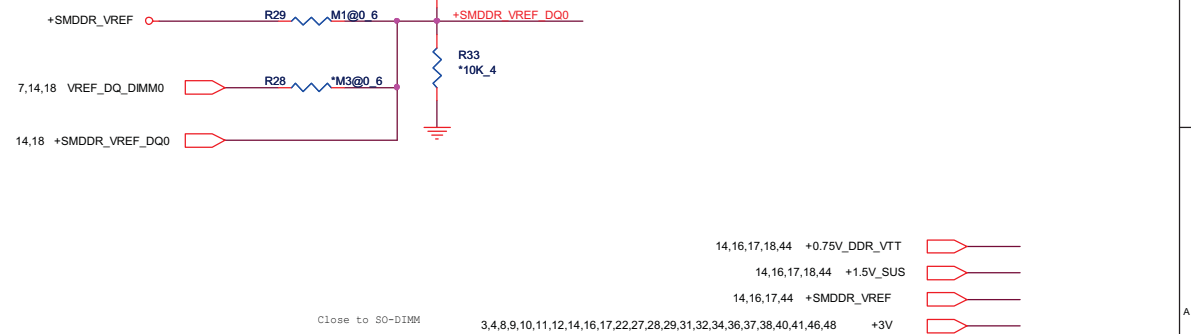 +SMDDR_VREF R29 M1@0_6 +SMDDR_VREF_DQ0
R33
*10K_4
7,14,18 VREF_DQ_DIMM0 R28 *M3@0_6
14,18 +SMDDR_VREF_DQ0
14,16,17,18,44 +0.75V_DDR_VTT
14,16,17,18,44 +1.5V_SUS
14,16,17,44 +SMDDR_VREF
Close to SO-DIMM
3,4,8,9,10,11,12,14,16,17,22,27,28,29,31,32,34,36,37,38,40,41,46,48 +3V
A